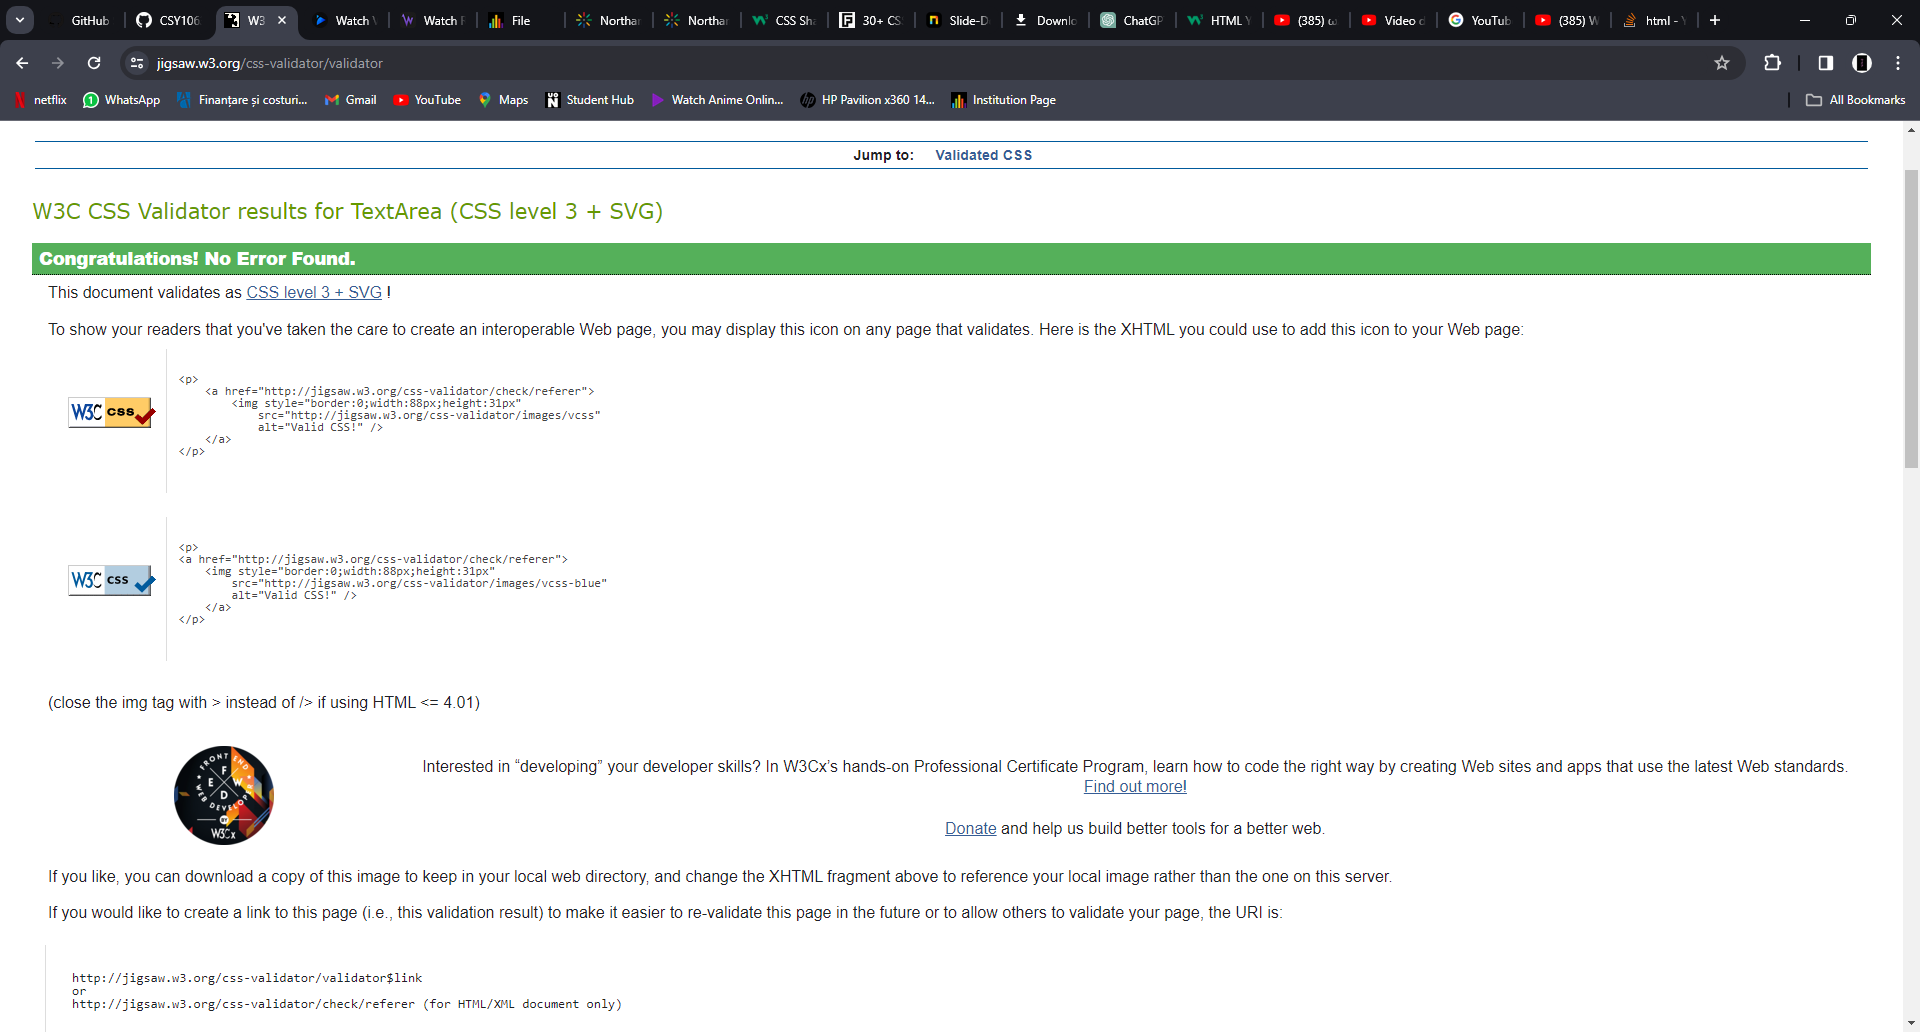 GitHub
CSY106
W3
Watch
Watch
File
Northar
Northar
CSS Sha
30+ CS
Slide-D
Downlo
ChatGP
HTML
(385)
Video
YouTub
(385) W
html -
jigsaw.w3.org/css-validator/validator
netflix
WhatsApp
Finanțare și costuri...
Gmail
YouTube
Maps
Student Hub
Watch Anime Onlin...
HP Pavilion x360 14...
Institution Page
All Bookmarks
Jump to: Validated CSS
W3C CSS Validator results for TextArea (CSS level 3 + SVG)
Congratulations! No Error Found.
This document validates as CSS level 3 + SVG !
To show your readers that you've taken the care to create an interoperable Web page, you may display this icon on any page that validates. Here is the XHTML you could use to add this icon to your Web page:
W3C css
<p>
<a href="http://jigsaw.w3.org/css-validator/check/referer">
<img style="border:0;width:88px;height:31px"
src="http://jigsaw.w3.org/css-validator/images/vcss"
alt="Valid CSS!" />
</a>
</p>
W3C css
<p>
<a href="http://jigsaw.w3.org/css-validator/check/referer">
<img style="border:0;width:88px;height:31px"
src="http://jigsaw.w3.org/css-validator/images/vcss-blue"
alt="Valid CSS!" />
</a>
</p>
(close the img tag with > instead of /> if using HTML <= 4.01)
FRONT END
F
E W
D
WEB DEVELOPER
BY
W3Cx
Interested in “developing” your developer skills? In W3Cx’s hands-on Professional Certificate Program, learn how to code the right way by creating Web sites and apps that use the latest Web standards.
Find out more!
Donate and help us build better tools for a better web.
If you like, you can download a copy of this image to keep in your local web directory, and change the XHTML fragment above to reference your local image rather than the one on this server.
If you would like to create a link to this page (i.e., this validation result) to make it easier to re-validate this page in the future or to allow others to validate your page, the URI is:
http://jigsaw.w3.org/css-validator/validator$link
or
http://jigsaw.w3.org/css-validator/check/referer (for HTML/XML document only)